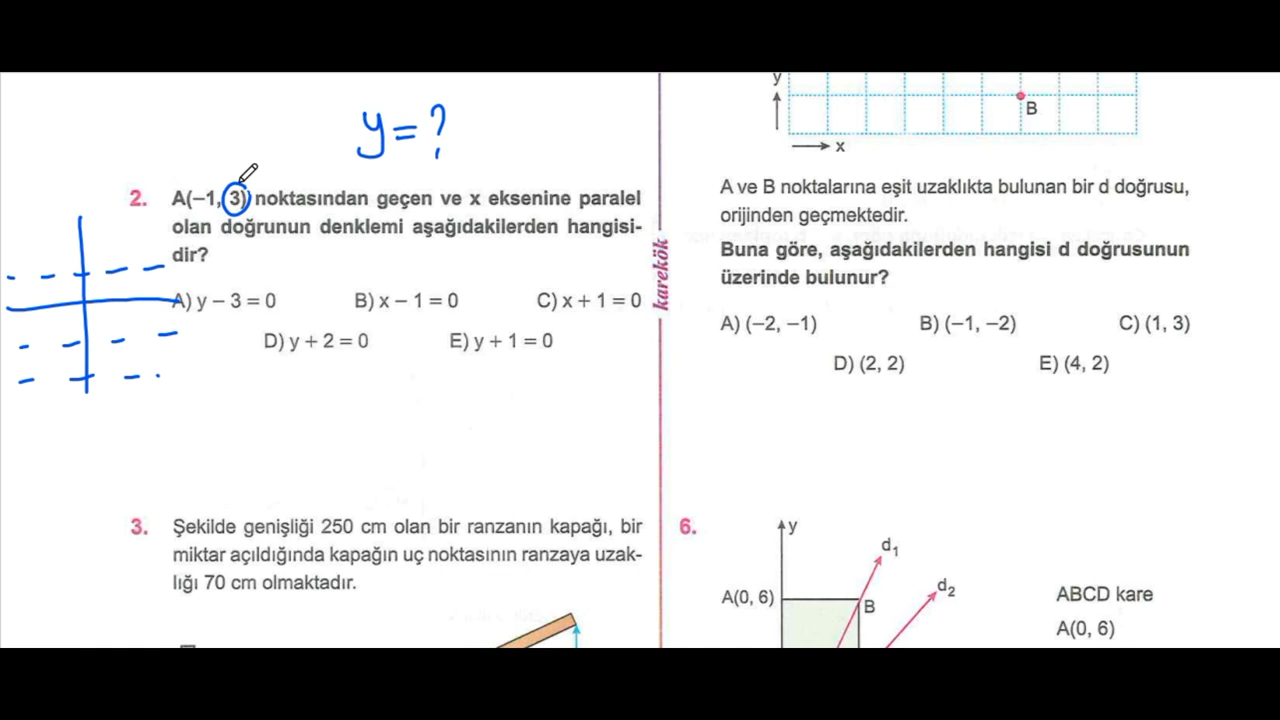 y = ?
2. A(−1, 3) noktasından geçen ve x eksenine paralel
olan doğrunun denklemi aşağıdakilerden hangisi-
dir?
A) y − 3 = 0 B) x − 1 = 0 C) x + 1 = 0
D) y + 2 = 0 E) y + 1 = 0
3. Şekilde genişliği 250 cm olan bir ranzanın kapağı, bir
miktar açıldığında kapağın uç noktasının ranzaya uzak-
lığı 70 cm olmaktadır.
karekök
y
B
x
A ve B noktalarına eşit uzaklıkta bulunan bir d doğrusu,
orijinden geçmektedir.
Buna göre, aşağıdakilerden hangisi d doğrusunun
üzerinde bulunur?
A) (−2, −1) B) (−1, −2) C) (1, 3)
D) (2, 2) E) (4, 2)
6.
y
d₁
d₂
A(0, 6)
B
ABCD kare
A(0, 6)